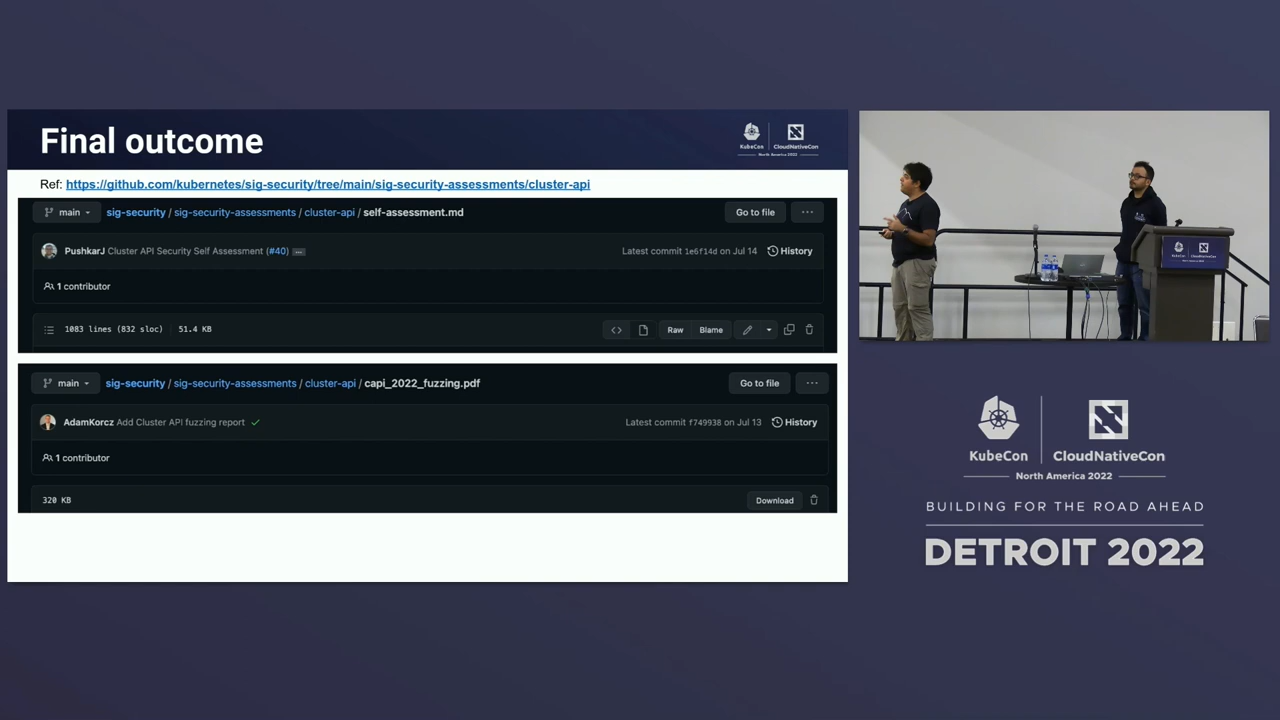 Final outcome
KubeCon
CloudNativeCon
North America 2022
Ref: https://github.com/kubernetes/sig-security/tree/main/sig-security-assessments/cluster-api
main
sig-security / sig-security-assessments / cluster-api / self-assessment.md
Go to file
...
PushkarJ Cluster API Security Self Assessment (#40) ...
Latest commit 1e6f14d on Jul 14
History
1 contributor
1083 lines (832 sloc)
51.4 KB
<>
Raw
Blame
main
sig-security / sig-security-assessments / cluster-api / capi_2022_fuzzing.pdf
Go to file
...
AdamKorcz Add Cluster API fuzzing report
Latest commit f749938 on Jul 13
History
1 contributor
320 KB
Download
KubeCon
CloudNativeCon
North America 2022
BUILDING FOR THE ROAD AHEAD
DETROIT 2022